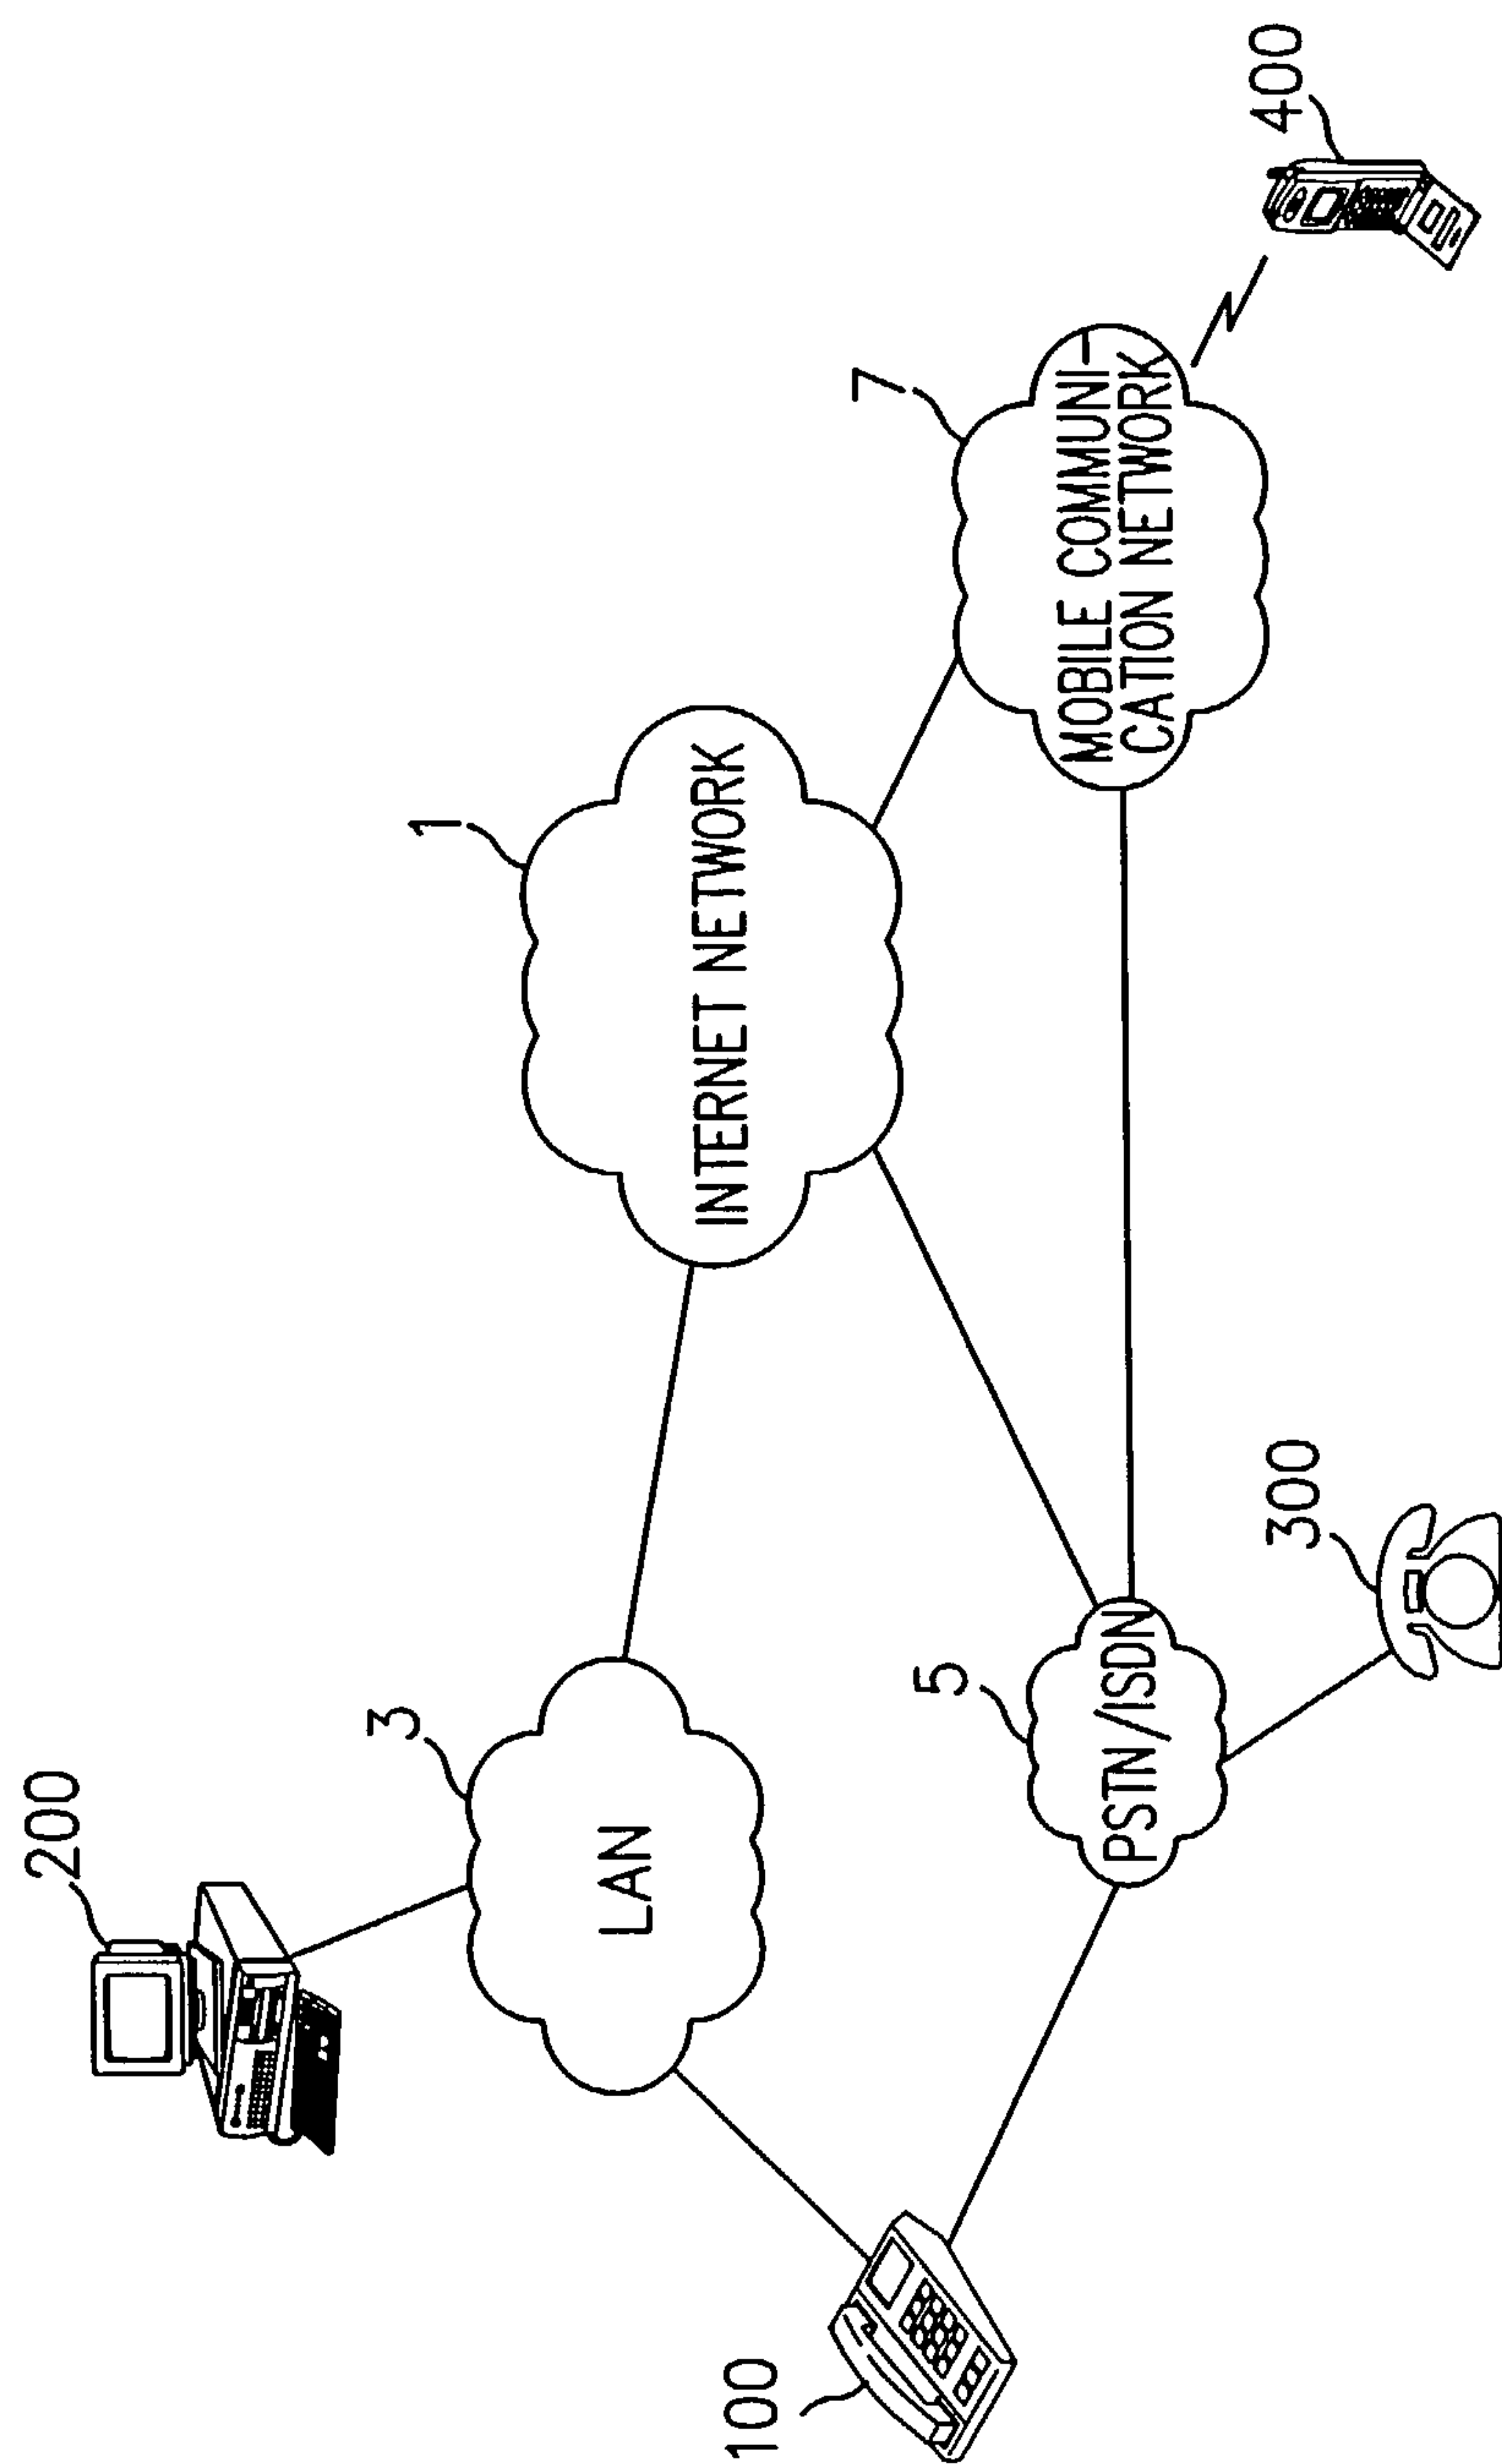 200
3
LAN
1
INTERNET NETWORK
100
5
PSTN/ISDN
7
MOBILE COMMUNI-
CATION NETWORK
300
400